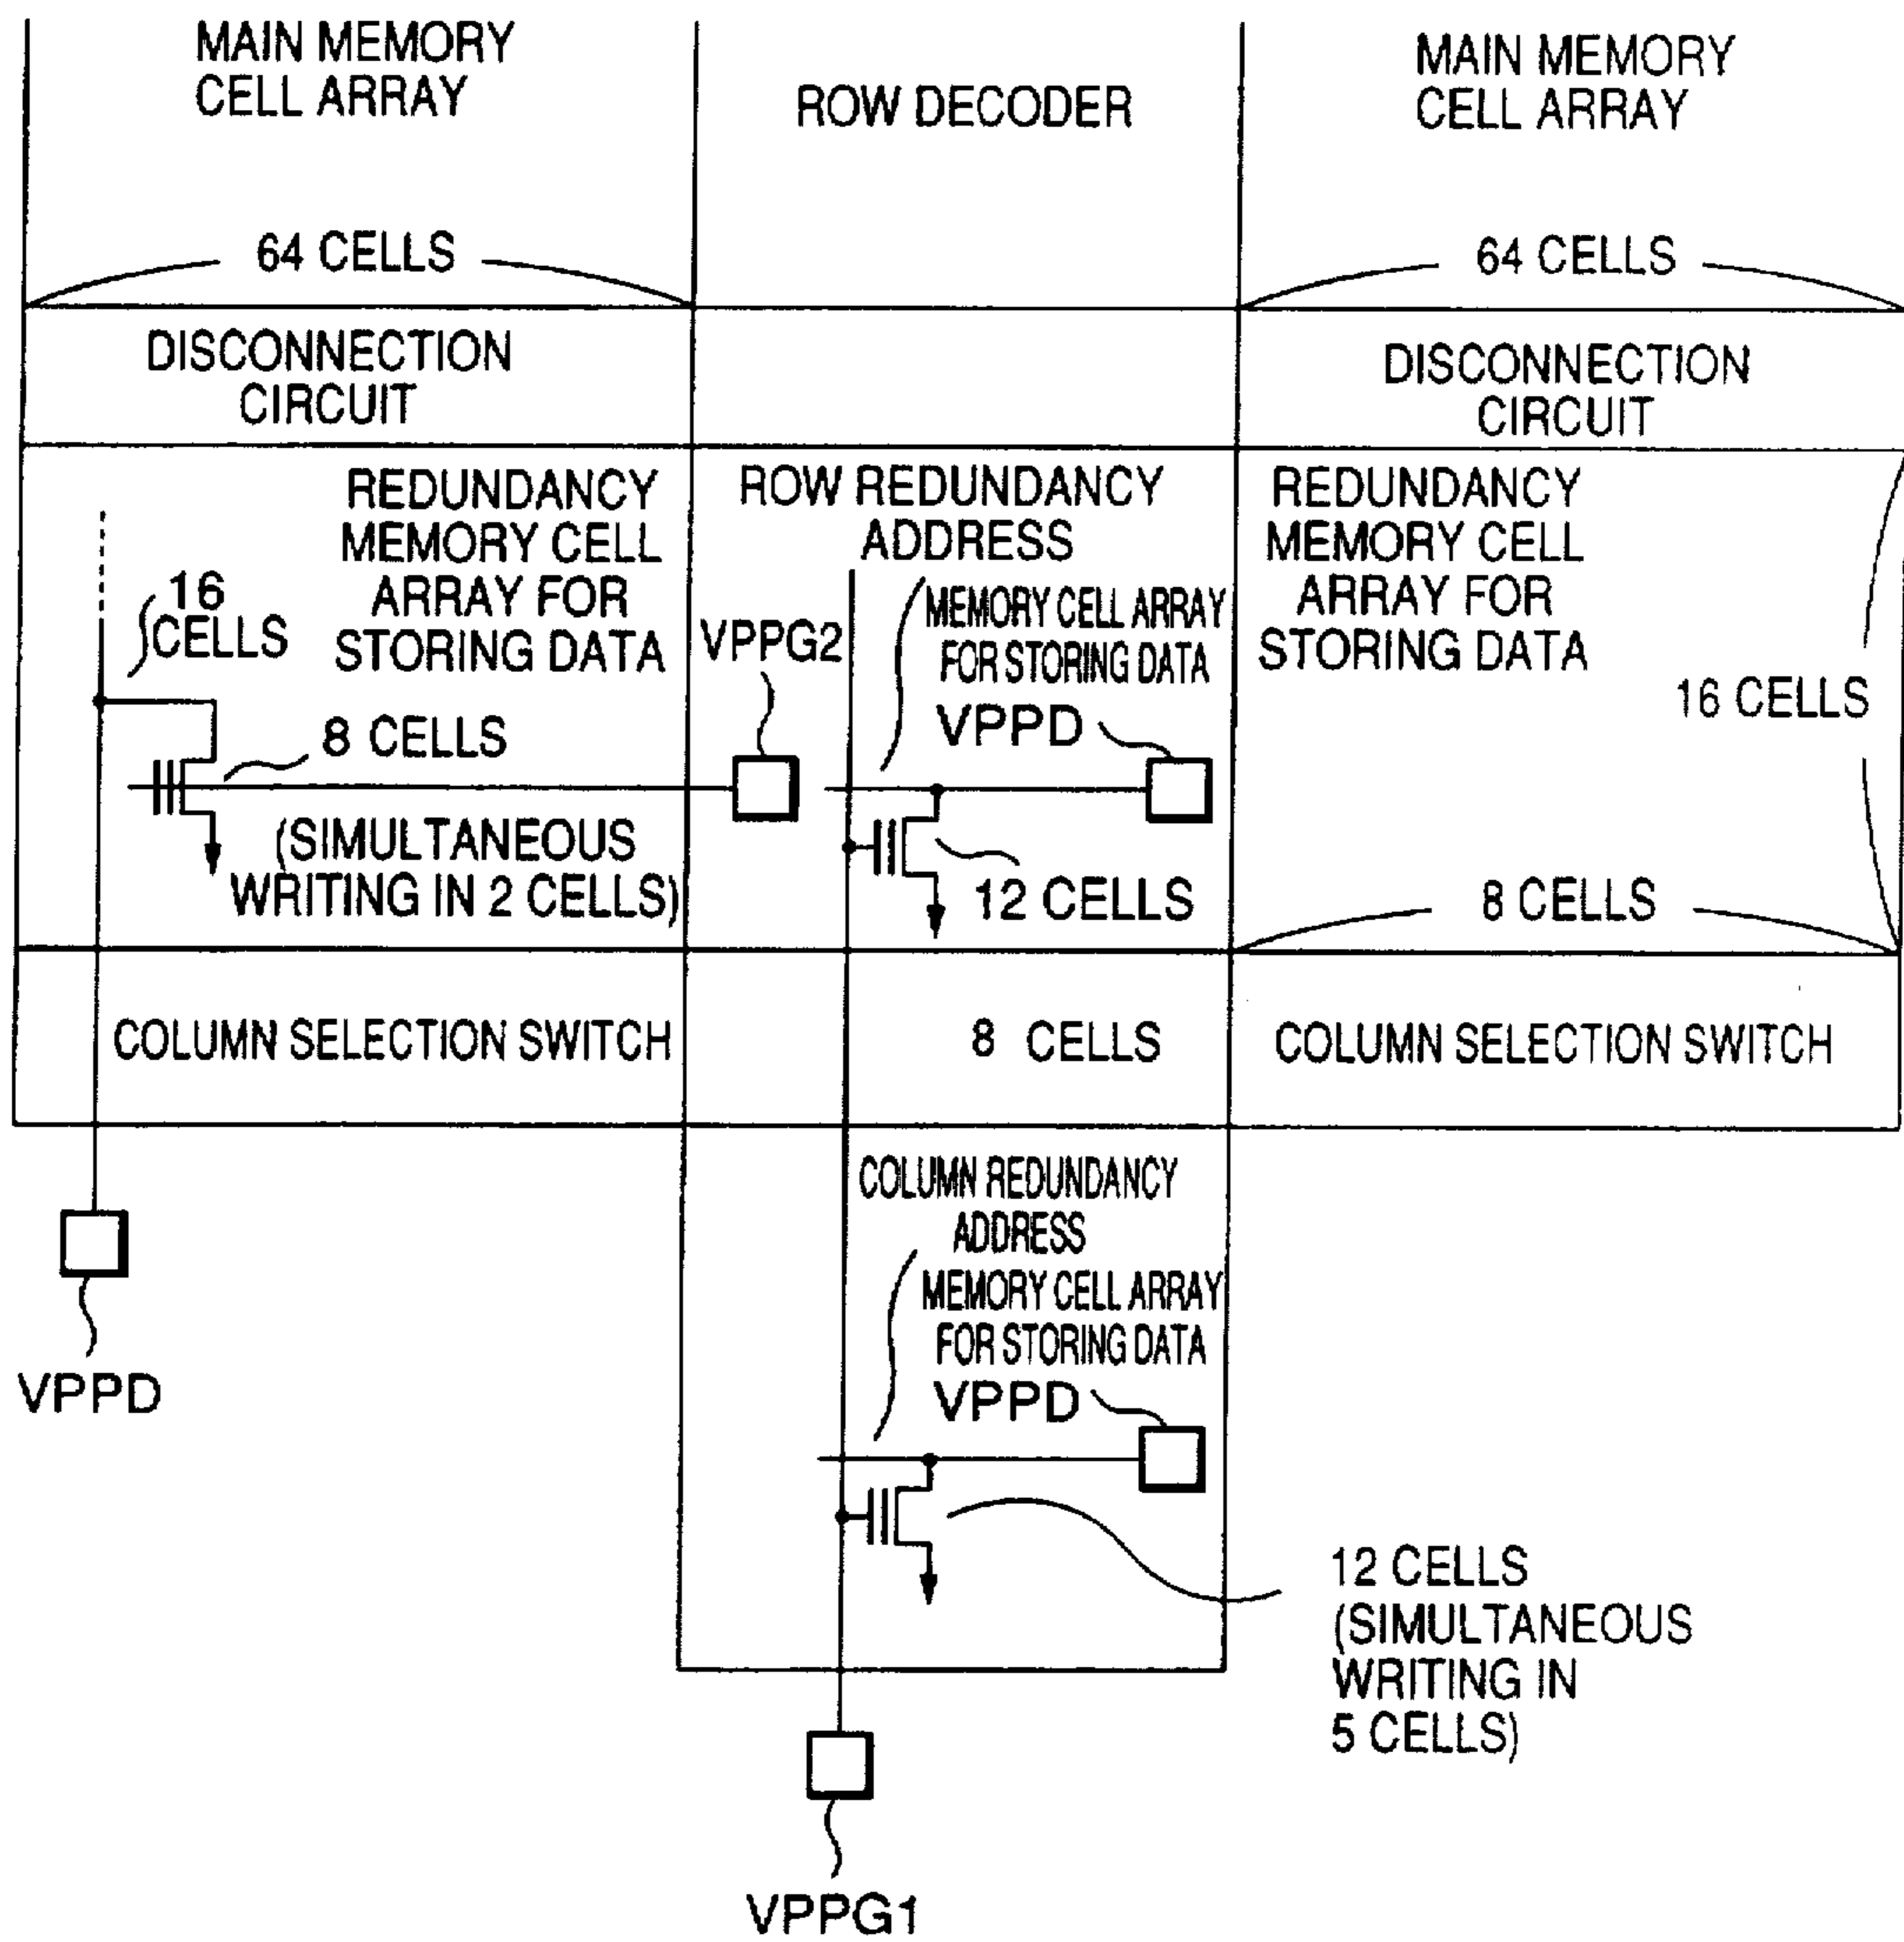 MAIN MEMORY
CELL ARRAY
ROW DECODER
MAIN MEMORY
CELL ARRAY
64 CELLS
64 CELLS
DISCONNECTION
CIRCUIT
DISCONNECTION
CIRCUIT
REDUNDANCY
MEMORY CELL
ARRAY FOR
STORING DATA
16
CELLS
8 CELLS
(SIMULTANEOUS
WRITING IN 2 CELLS)
VPPG2
ROW REDUNDANCY
ADDRESS
MEMORY CELL ARRAY
FOR STORING DATA
VPPD
12 CELLS
REDUNDANCY
MEMORY CELL
ARRAY FOR
STORING DATA
16 CELLS
8 CELLS
COLUMN SELECTION SWITCH
8 CELLS
COLUMN SELECTION SWITCH
VPPD
COLUMN REDUNDANCY
ADDRESS
MEMORY CELL ARRAY
FOR STORING DATA
VPPD
12 CELLS
(SIMULTANEOUS
WRITING IN
5 CELLS)
VPPG1